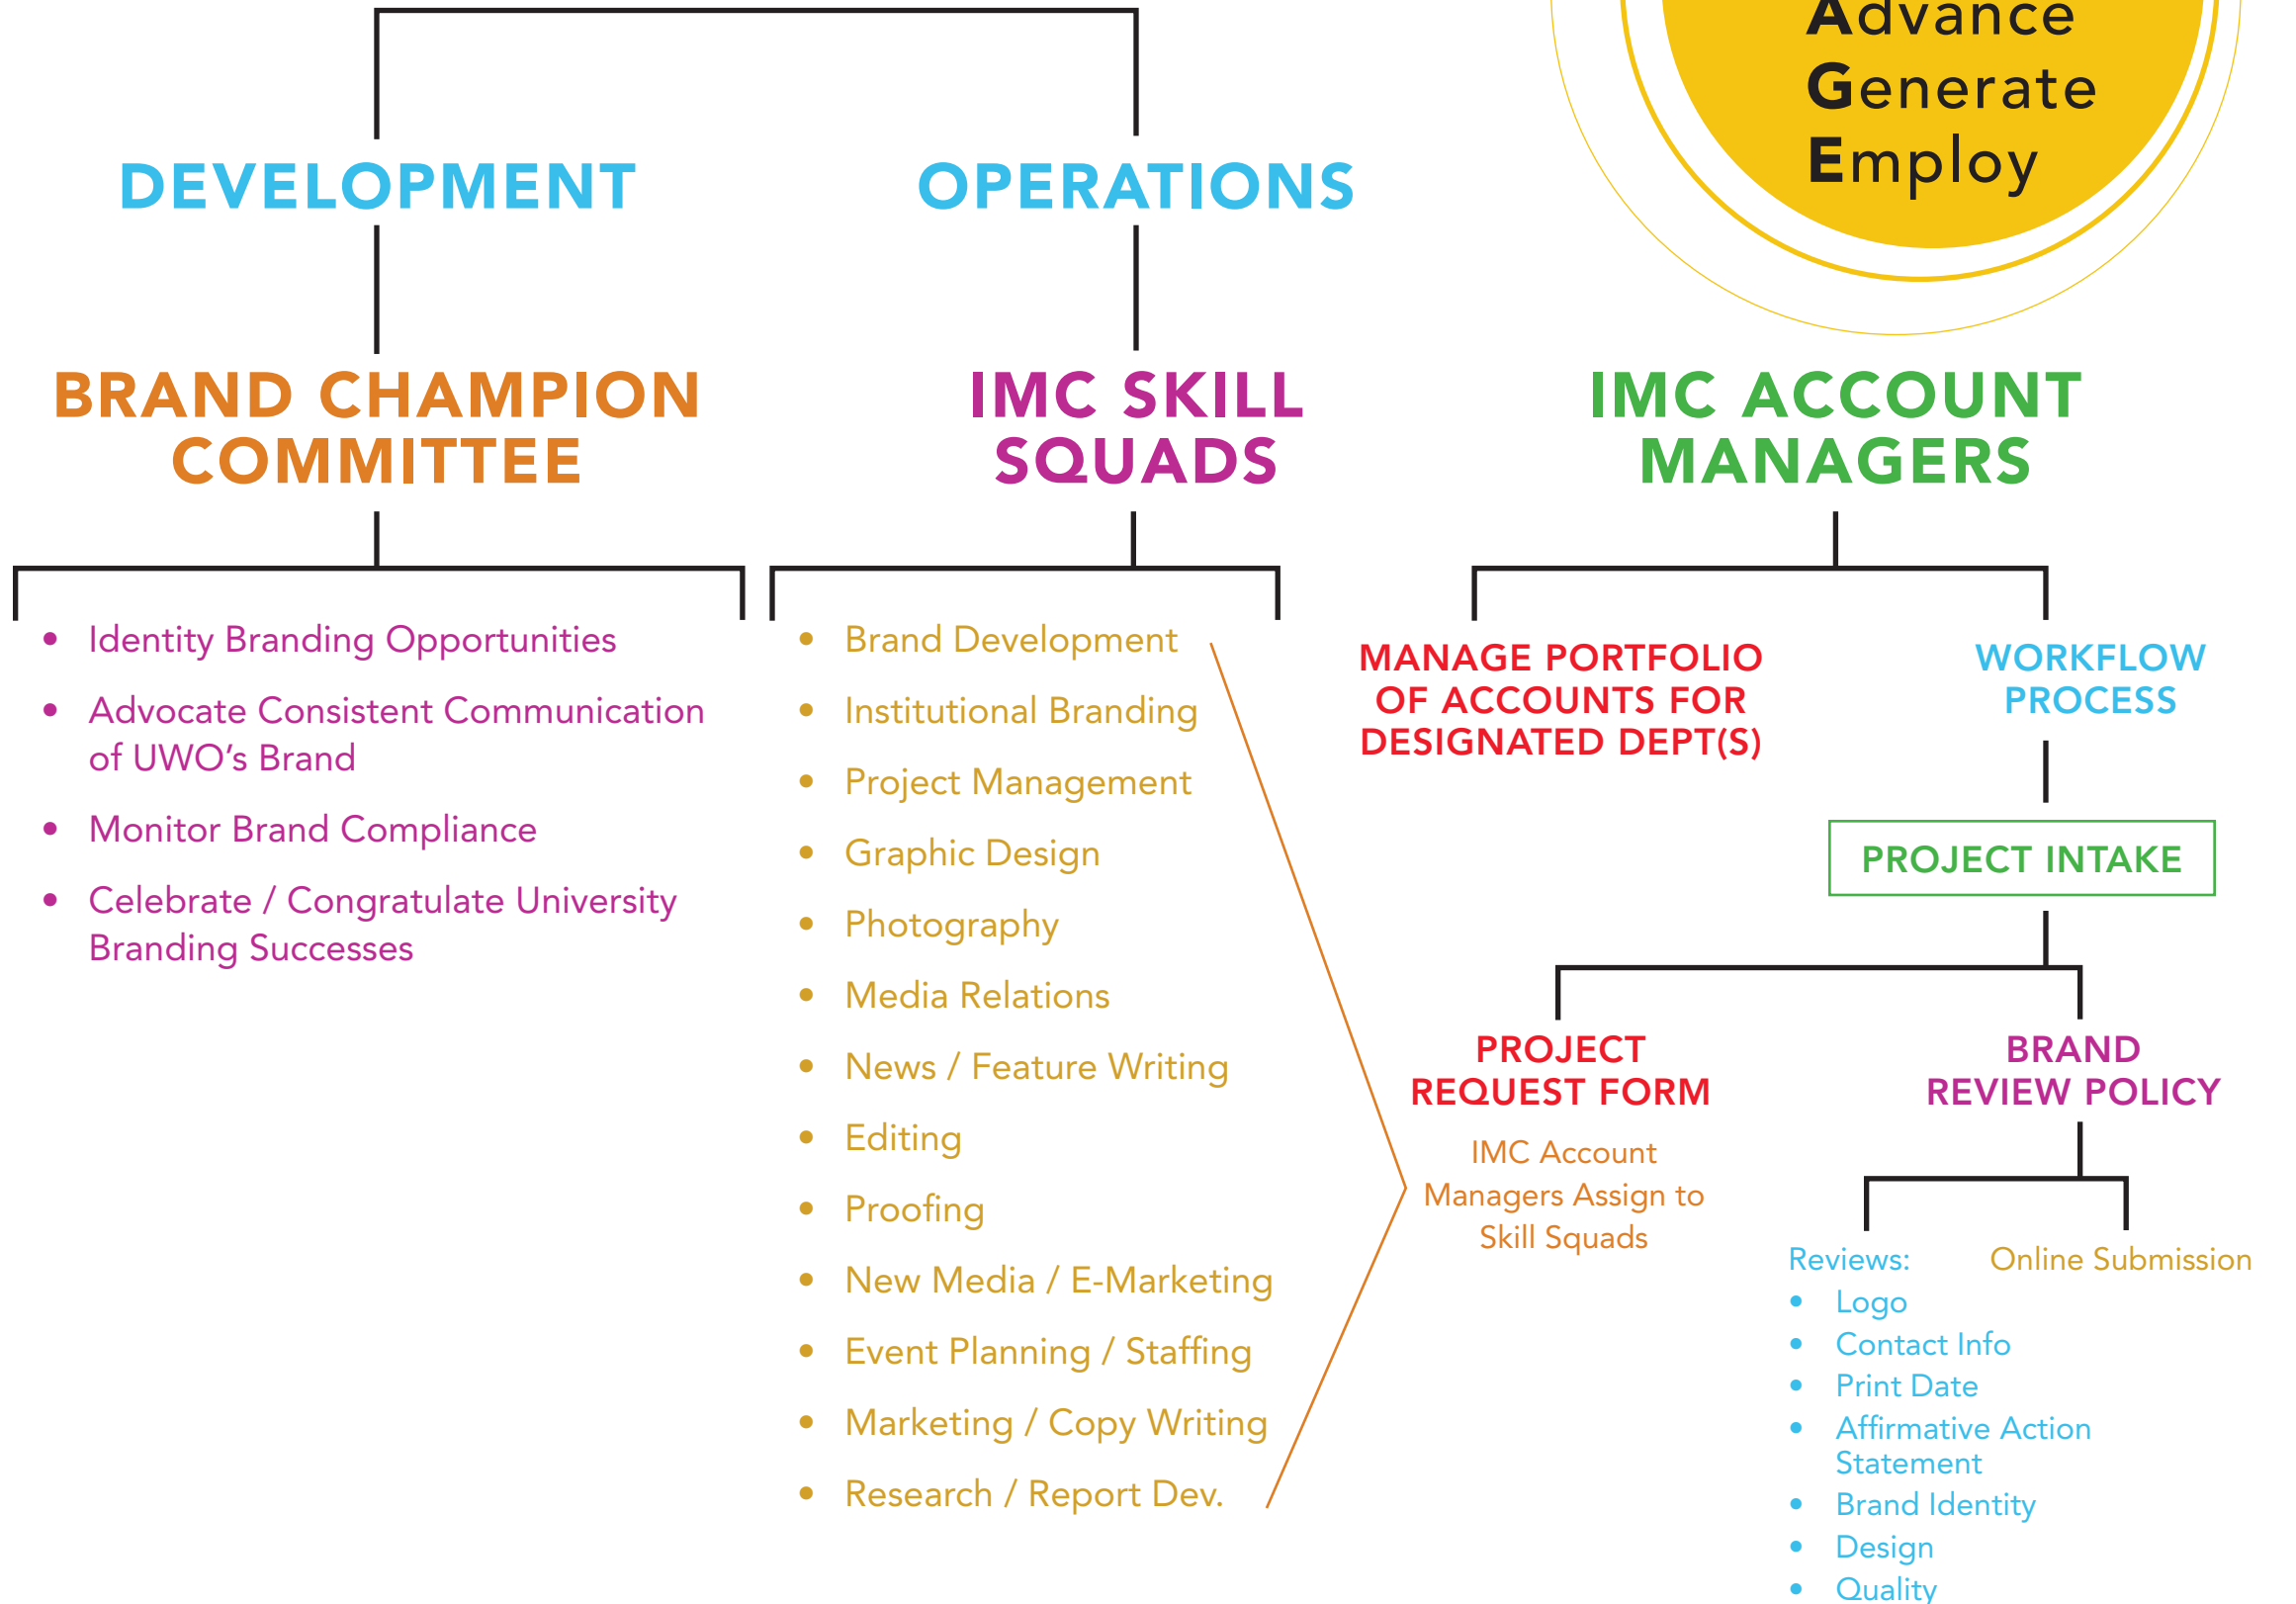 Advance
Generate
Employ
DEVELOPMENT
OPERATIONS
BRAND CHAMPION
COMMITTEE
IMC SKILL
SQUADS
IMC ACCOUNT
MANAGERS
• Identity Branding Opportunities
• Advocate Consistent Communication
of UWO’s Brand
• Monitor Brand Compliance
• Celebrate / Congratulate University
Branding Successes
• Brand Development
• Institutional Branding
• Project Management
• Graphic Design
• Photography
• Media Relations
• News / Feature Writing
• Editing
• Proofing
• New Media / E-Marketing
• Event Planning / Staffing
• Marketing / Copy Writing
• Research / Report Dev.
MANAGE PORTFOLIO
OF ACCOUNTS FOR
DESIGNATED DEPT(S)
WORKFLOW
PROCESS
PROJECT INTAKE
PROJECT
REQUEST FORM
IMC Account
Managers Assign to
Skill Squads
BRAND
REVIEW POLICY
Reviews:
• Logo
• Contact Info
• Print Date
• Affirmative Action
Statement
• Brand Identity
• Design
• Quality
Online Submission